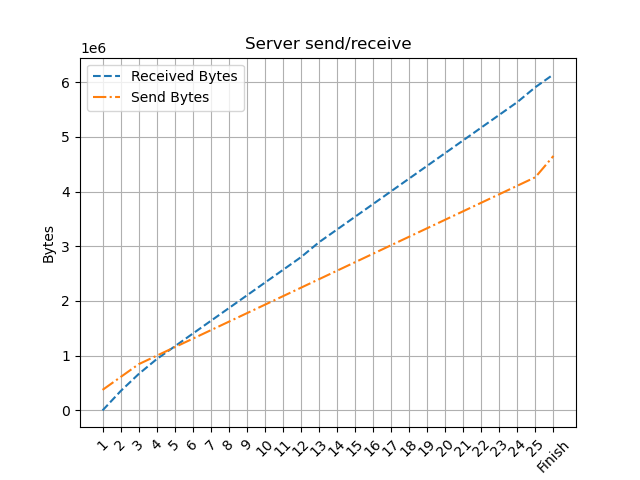 Server send/receive
1e6
Received Bytes
Send Bytes
6
5
4
3
2
1
0
Bytes
1 2 3 4 5 6 7 8 9 10 11 12 13 14 15 16 17 18 19 20 21 22 23 24 25 Finish